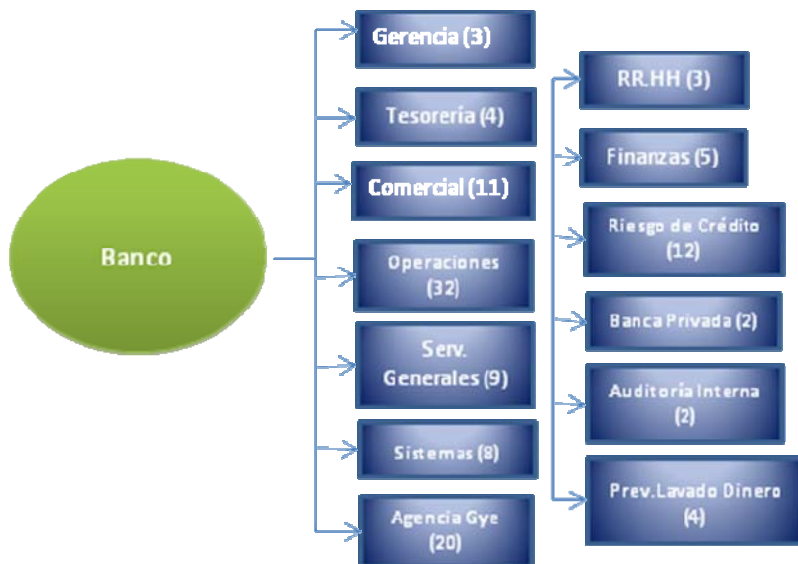 Banco
Gerencia (3)
Tesorería (4)
Comercial (11)
Operaciones
(32)
Serv.
Generales (9)
Sistemas (8)
Agencia Gye
(20)
RR.HH (3)
Finanzas (5)
Riesgo de Crédito
(12)
Banca Privada (2)
Auditoría Interna
(2)
Prev.Lavado Dinero
(4)